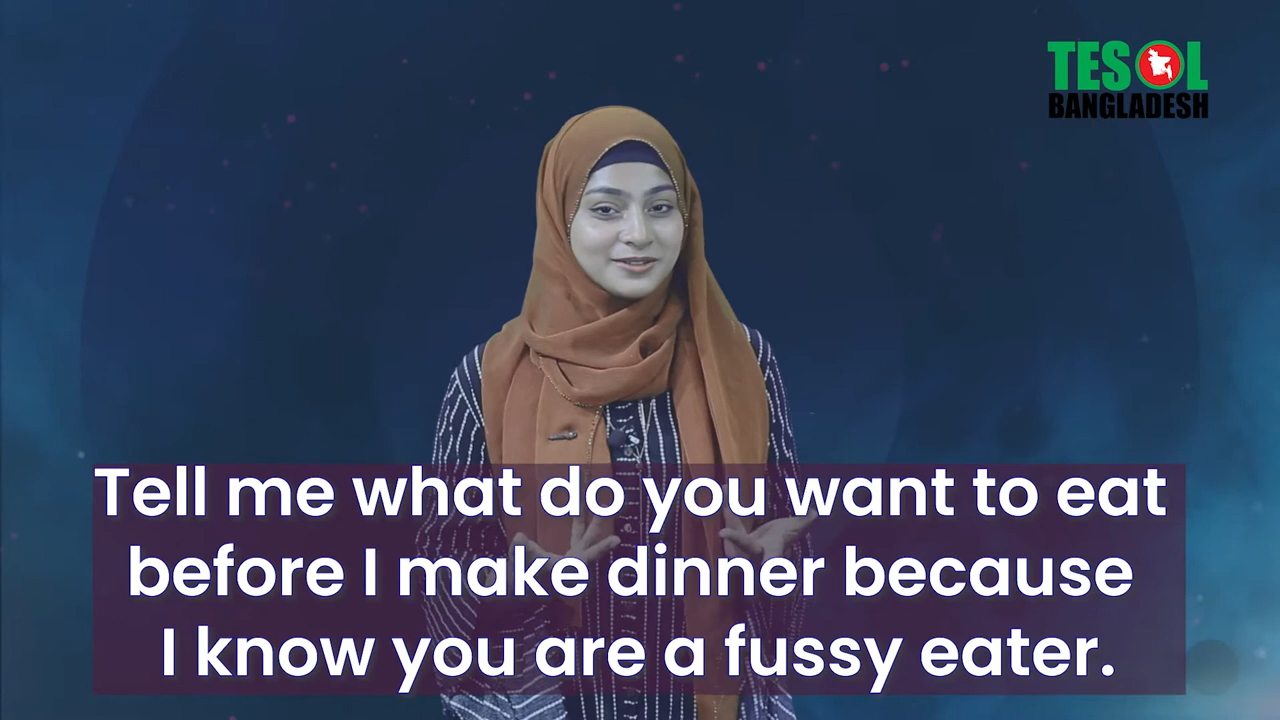 TESOL
BANGLADESH
Tell me what do you want to eat
before I make dinner because
I know you are a fussy eater.